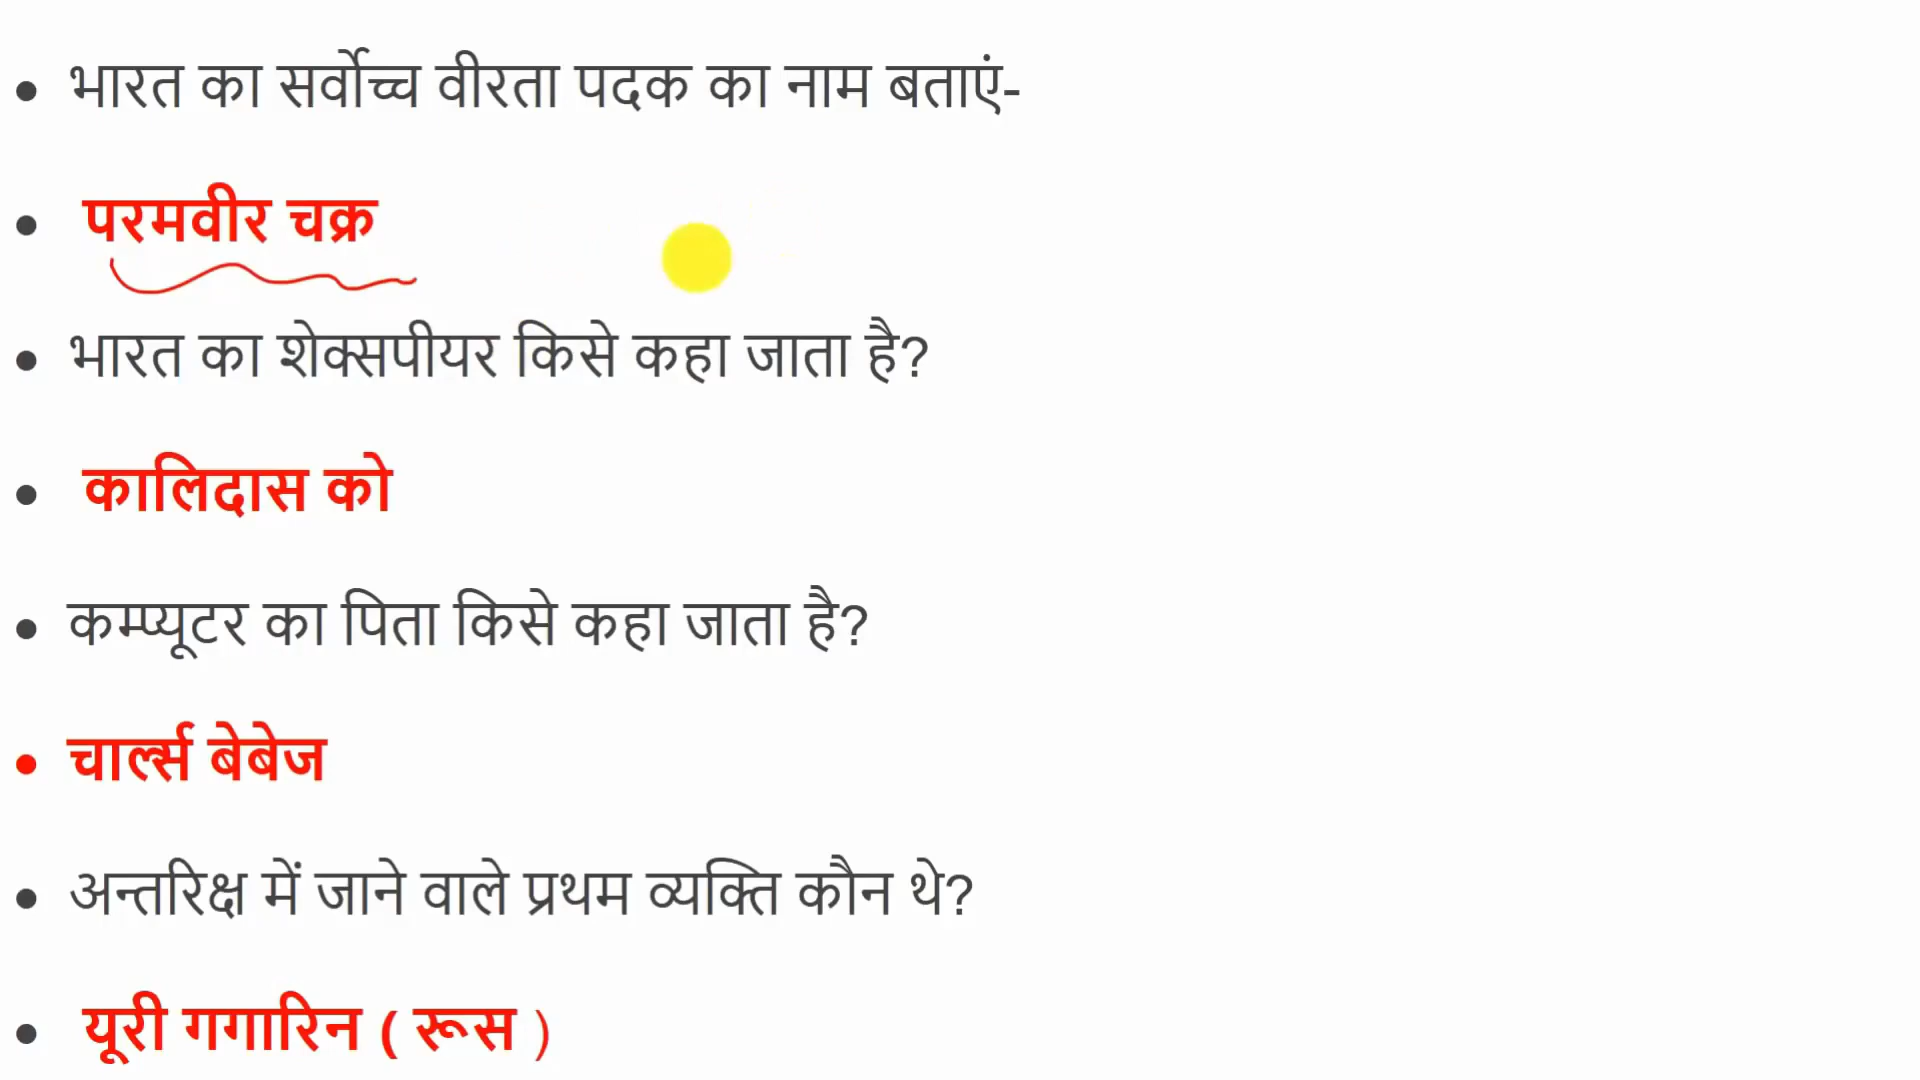 • भारत का सर्वोच्च वीरता पदक का नाम बताएं-
• परमवीर चक्र
• भारत का शेक्सपीयर किसे कहा जाता है?
• कालिदास को
• कम्प्यूटर का पिता किसे कहा जाता है?
• चार्ल्स बेबेज
• अन्तरिक्ष में जाने वाले प्रथम व्यक्ति कौन थे?
• यूरी गगारिन ( रूस )